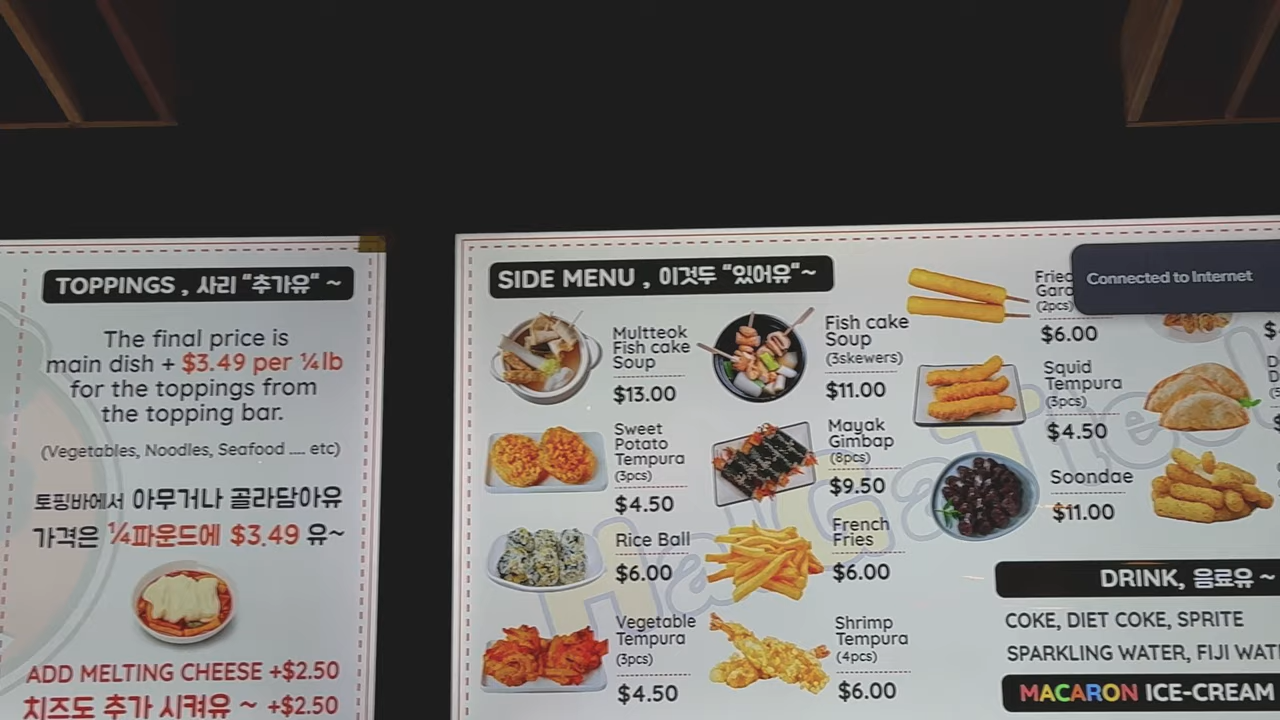 TOPPINGS , 사리 "추가유" ~
The final price is
main dish + $3.49 per ¼lb
for the toppings from
the topping bar.
(Vegetables, Noodles, Seafood .... etc)
토핑바에서 아무거나 골라담아유
가격은 ¼파운드에 $3.49 유~
ADD MELTING CHEESE +$2.50
치즈도 추가 시켜유 ~ +$2.50
SIDE MENU , 이것두 "있어유"~
Multteok
Fish cake
Soup
$13.00
Sweet
Potato
Tempura
(3pcs)
$4.50
Rice Ball
$6.00
Vegetable
Tempura
(3pcs)
$4.50
Fish cake
Soup
(3skewers)
$11.00
Mayak
Gimbap
(8pcs)
$9.50
French
Fries
$6.00
Shrimp
Tempura
(4pcs)
$6.00
Fried
(2pcs)
$6.00
Squid
Tempura
(3pcs)
$4.50
Soondae
$11.00
Connected to Internet
DRINK, 음료유 ~
COKE, DIET COKE, SPRITE
SPARKLING WATER, FIJI
MACARON ICE-CREAM